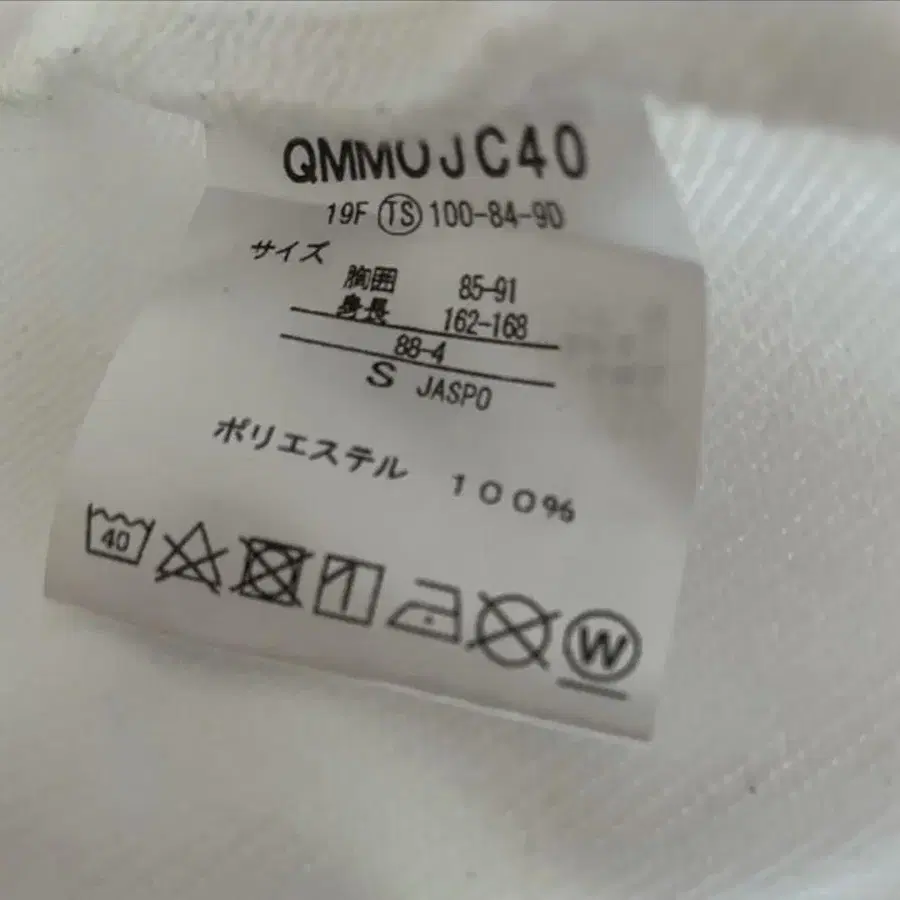 QMMUJC40
19F TS 100-84-90
サイズ
胸囲 85-91
身長 162-168
88-4
S JASPO
ポリエステル 100%
40
W